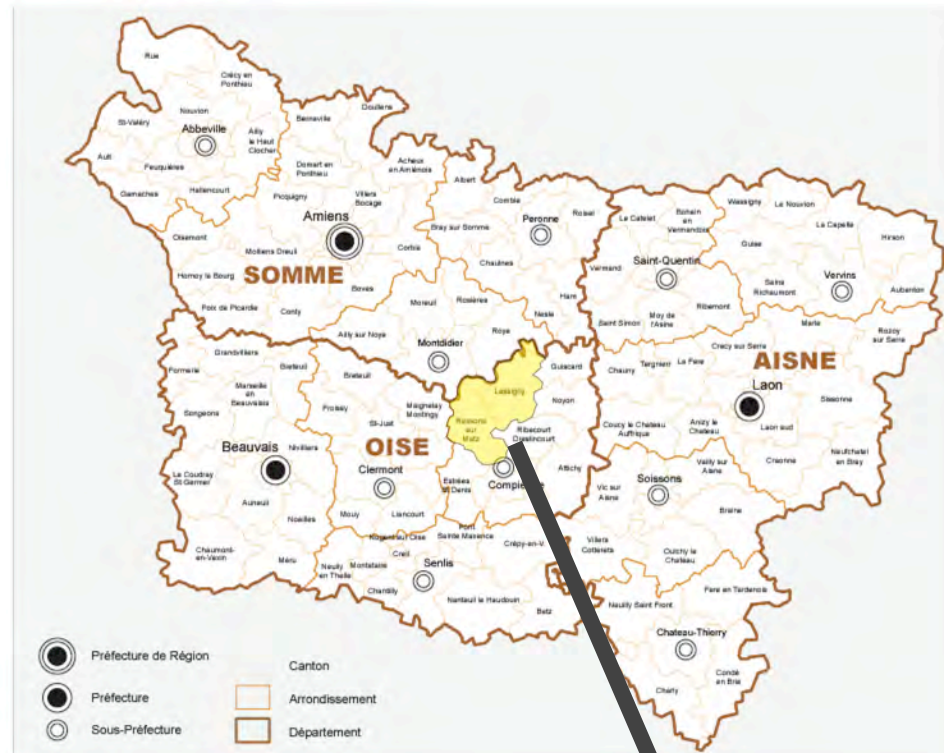 Rue
Crécy en
Ponthieu
Nouvion
St-Valéry
Abbeville
Ailly
le Haut
Clocher
Ault
Feuquières
Gamaches
Hallencourt
Doullens
Bernaville
Domart en
Ponthieu
Acheux
en Amiénois
Picquigny
Villers
Bocage
Amiens
Oisemont
Moliens Dreuil
Corbie
SOMME
Hornoy le Bourg
Boves
Poix de Picardie
Conty
Albert
Comble
Roisel
Bray sur Somme
Peronne
Chaulnes
Ham
Nesle
Moreuil
Rosières
Ailly sur Noye
Roye
Montdidier
Le Catelet
Bohain
en
Vermandois
Wassigny
Le Nouvion
La Capelle
Hirson
Guise
Vermand
Saint-Quentin
Sains
Richaumont
Vervins
Aubenton
Ribemont
Saint Simon
Moy de
l'Aisne
Marle
Rozoy
sur Serre
Crecy sur Serre
Chauny
Tergnier
La Fere
AISNE
Laon
Sissonne
Coucy le Chateau
Auffrique
Anizy le
Chateau
Laon sud
Craonne
Neufchatel
en Bray
Vailly sur
Aisne
Vic sur
Aisne
Soissons
Braine
Villers
Cotterets
Oulchy le
Chateau
Neuilly Saint Front
Fere en Tardenois
Chateau-Thierry
Condé
en Brie
Charly
Grandvilliers
Formerie
Breteuil
Marseille
en
Beauvaisis
Songeons
Beauvais
Nivilliers
Le Coudray
St Germer
Auneuil
Noailles
Chaumont-
en-Vexin
Méru
Breteuil
Froissy
Maignelay
Montigny
St-Just
OISE
Clermont
Mouy
Liancourt
Guiscard
Lassigny
Noyon
Ressons
sur
Matz
Ribecourt
Dreslincourt
Attichy
Estrées
St Denis
Pont
Sainte Maxence
Crépy-en-V.
Creil
Neuilly
en Thelle
Montataire
Senlis
Chantilly
Nanteuil le Haudouin
Betz
Préfecture de Région
Préfecture
Sous-Préfecture
Canton
Arrondissement
Département